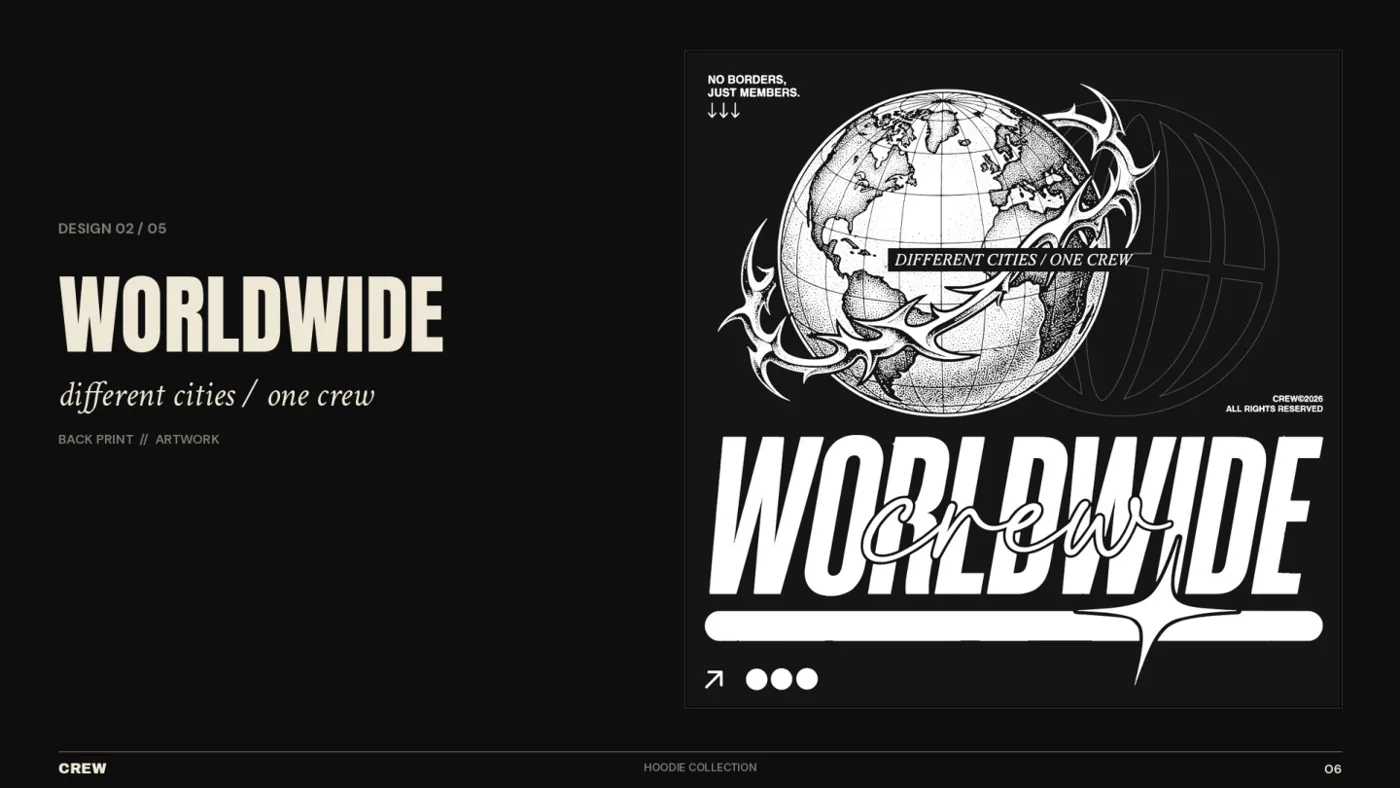 DESIGN 02 / 05
WORLDWIDE
different cities / one crew
BACK PRINT // ARTWORK
NO BORDERS,
JUST MEMBERS.
↓↓↓
DIFFERENT CITIES / ONE CREW
CREW©2026
ALL RIGHTS RESERVED
WORLDWIDE
crew
CREW
HOODIE COLLECTION
06